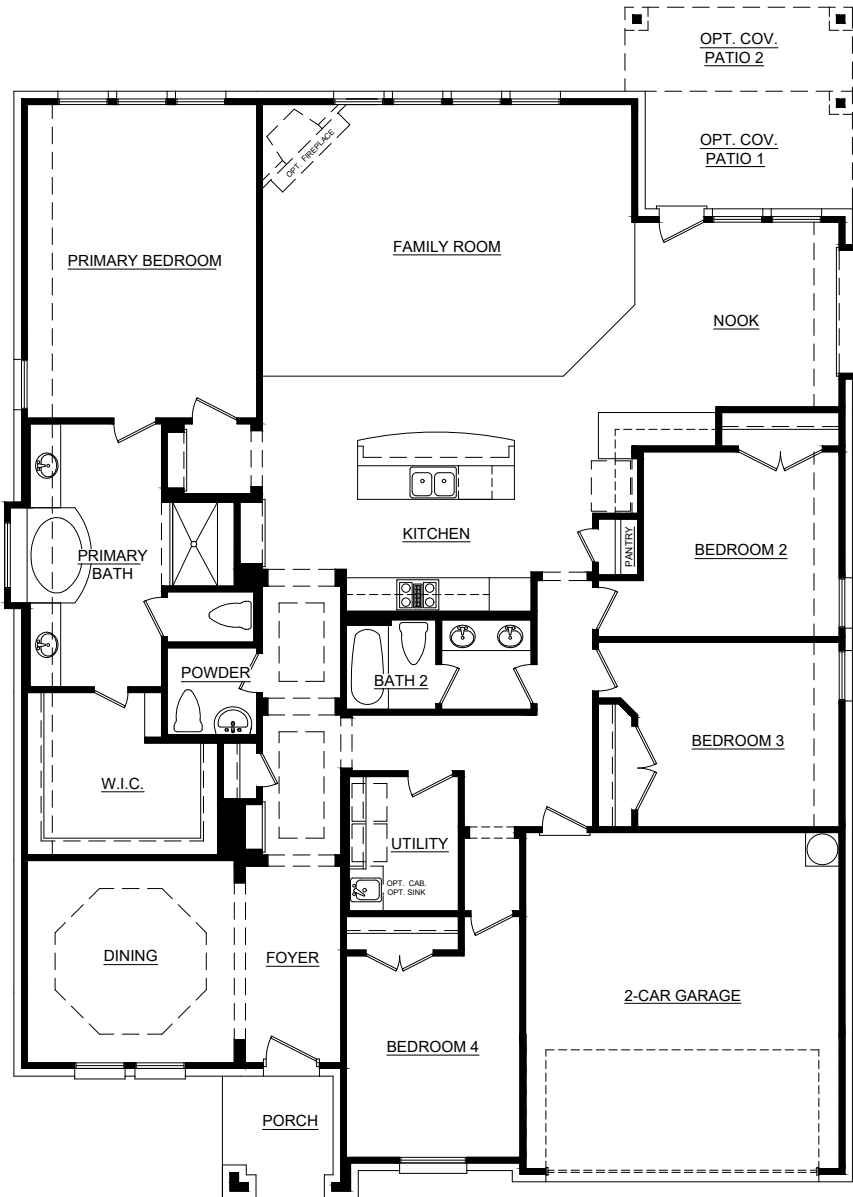 OPT. COV.
PATIO 2
OPT. COV.
PATIO 1
OPT. FIREPLACE
FAMILY ROOM
PRIMARY BEDROOM
NOOK
KITCHEN
PANTRY
BEDROOM 2
PRIMARY
BATH
POWDER
BATH 2
BEDROOM 3
W.I.C.
UTILITY
OPT. CAB.
OPT. SINK
DINING
FOYER
2-CAR GARAGE
BEDROOM 4
PORCH